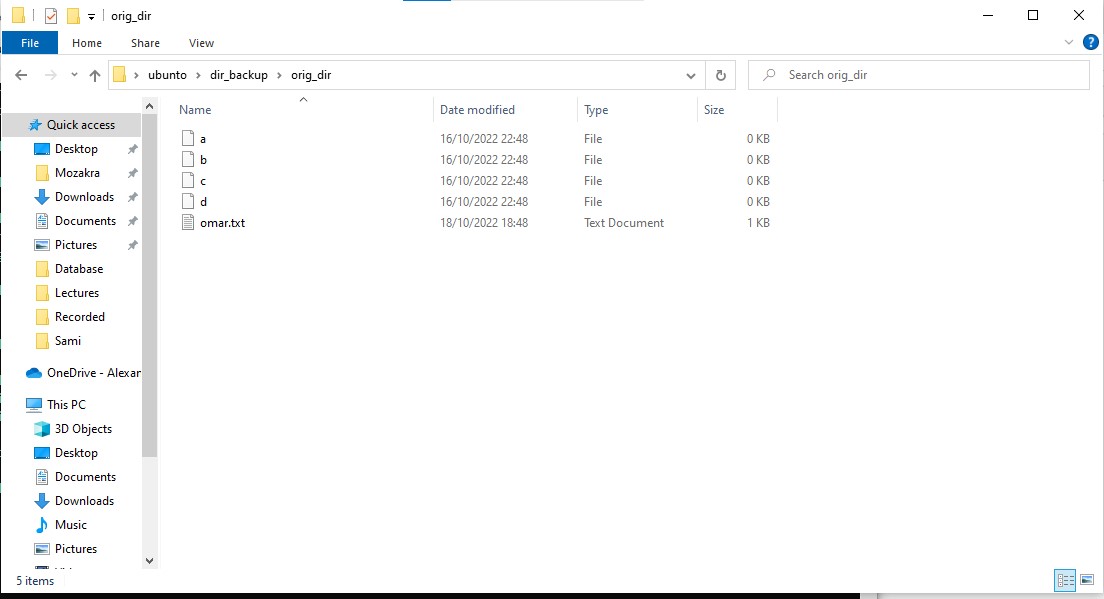 orig_dir
File Home Share View
ubunto dir_backup orig_dir Search orig_dir
Name Date modified Type Size
a 16/10/2022 22:48 File 0 KB
b 16/10/2022 22:48 File 0 KB
c 16/10/2022 22:48 File 0 KB
d 16/10/2022 22:48 File 0 KB
omar.txt 18/10/2022 18:48 Text Document 1 KB
Quick access
Desktop
Mozakra
Downloads
Documents
Pictures
Database
Lectures
Recorded
Sami
OneDrive - Alexan
This PC
3D Objects
Desktop
Documents
Downloads
Music
Pictures
5 items